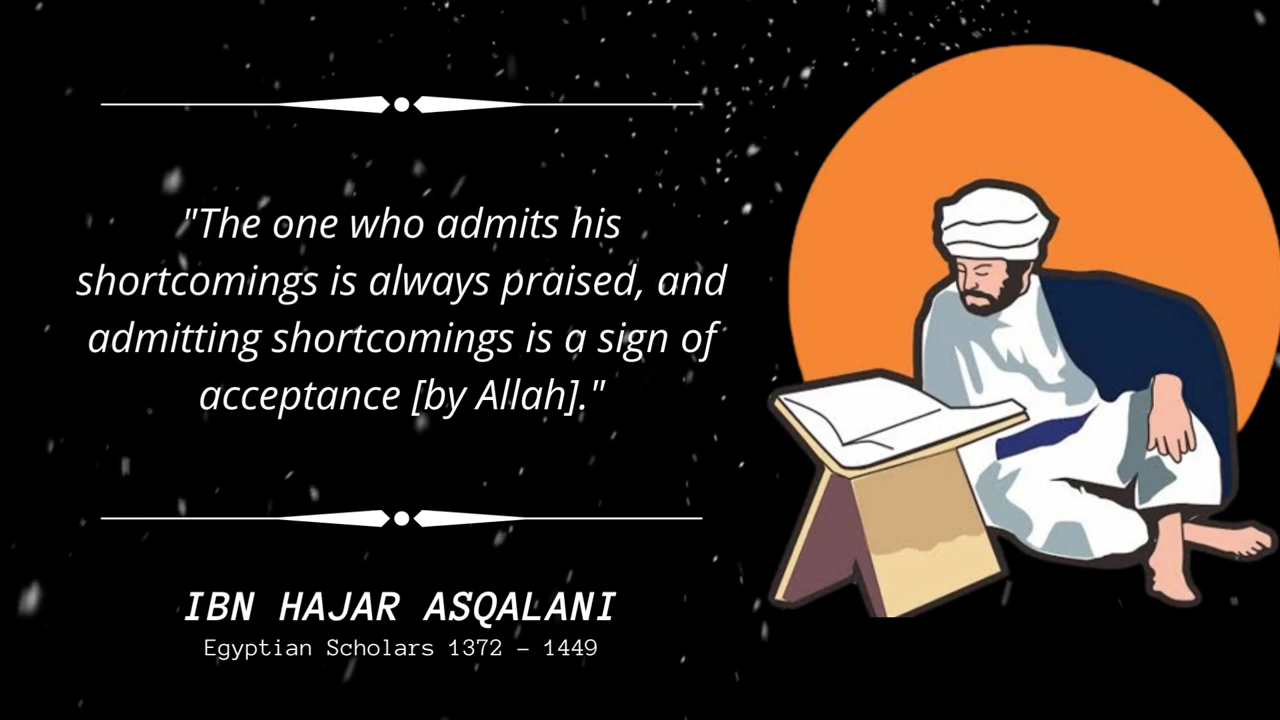 "The one who admits his
shortcomings is always praised, and
admitting shortcomings is a sign of
acceptance [by Allah]."
IBN HAJAR ASQALANI
Egyptian Scholars 1372 – 1449